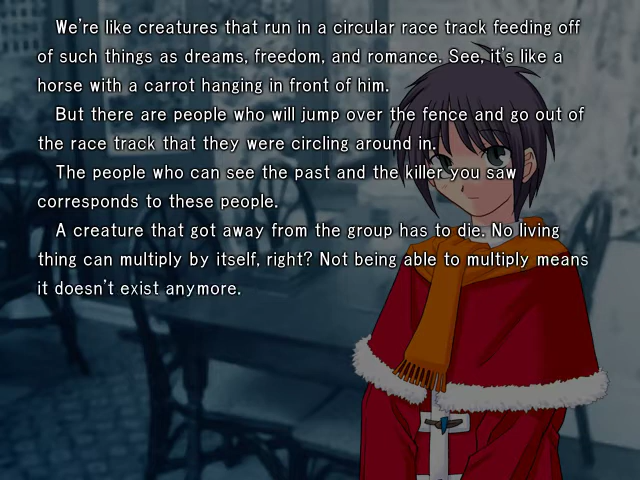 We're like creatures that run in a circular race track feeding off
of such things as dreams, freedom, and romance. See, it's like a
horse with a carrot hanging in front of him.
But there are people who will jump over the fence and go out of
the race track that they were circling around in.
The people who can see the past and the killer you saw
corresponds to these people.
A creature that got away from the group has to die. No living
thing can multiply by itself, right? Not being able to multiply means
it doesn't exist anymore.